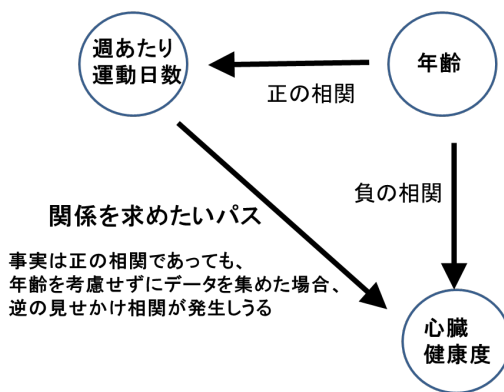 週あたり
運動日数
年齢
正の相関
負の相関
関係を求めたいパス
事実は正の相関であっても、
年齢を考慮せずにデータを集めた場合、
逆の見せかけ相関が発生しうる
心臓
健康度